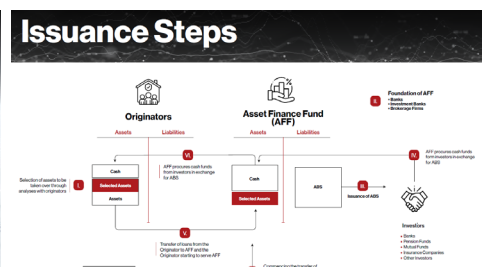 Issuance Steps
Originators
Asset Finance Fund
(AFF)
II.
Foundation of AFF
• Banks
• Investment Banks
• Brokerage Firms
Assets
Liabilities
Assets
Liabilities
VI.
AFF procures cash funds
from investors in exchange
for ABS
IV.
AFF procures cash funds
from investors in exchange
for ABS
Selection of assets to be
taken over through
analyses with originators
I.
Cash
Selected Assets
Assets
Cash
Selected Assets
ABS
III.
Issuance of ABS
V.
Transfer of loans from the
Originator to AFF and the
Originator starting to serve AFF
Investors
• Banks
• Pension Funds
• Mutual Funds
• Insurance Companies
• Other Investors
Commencing the transfer of